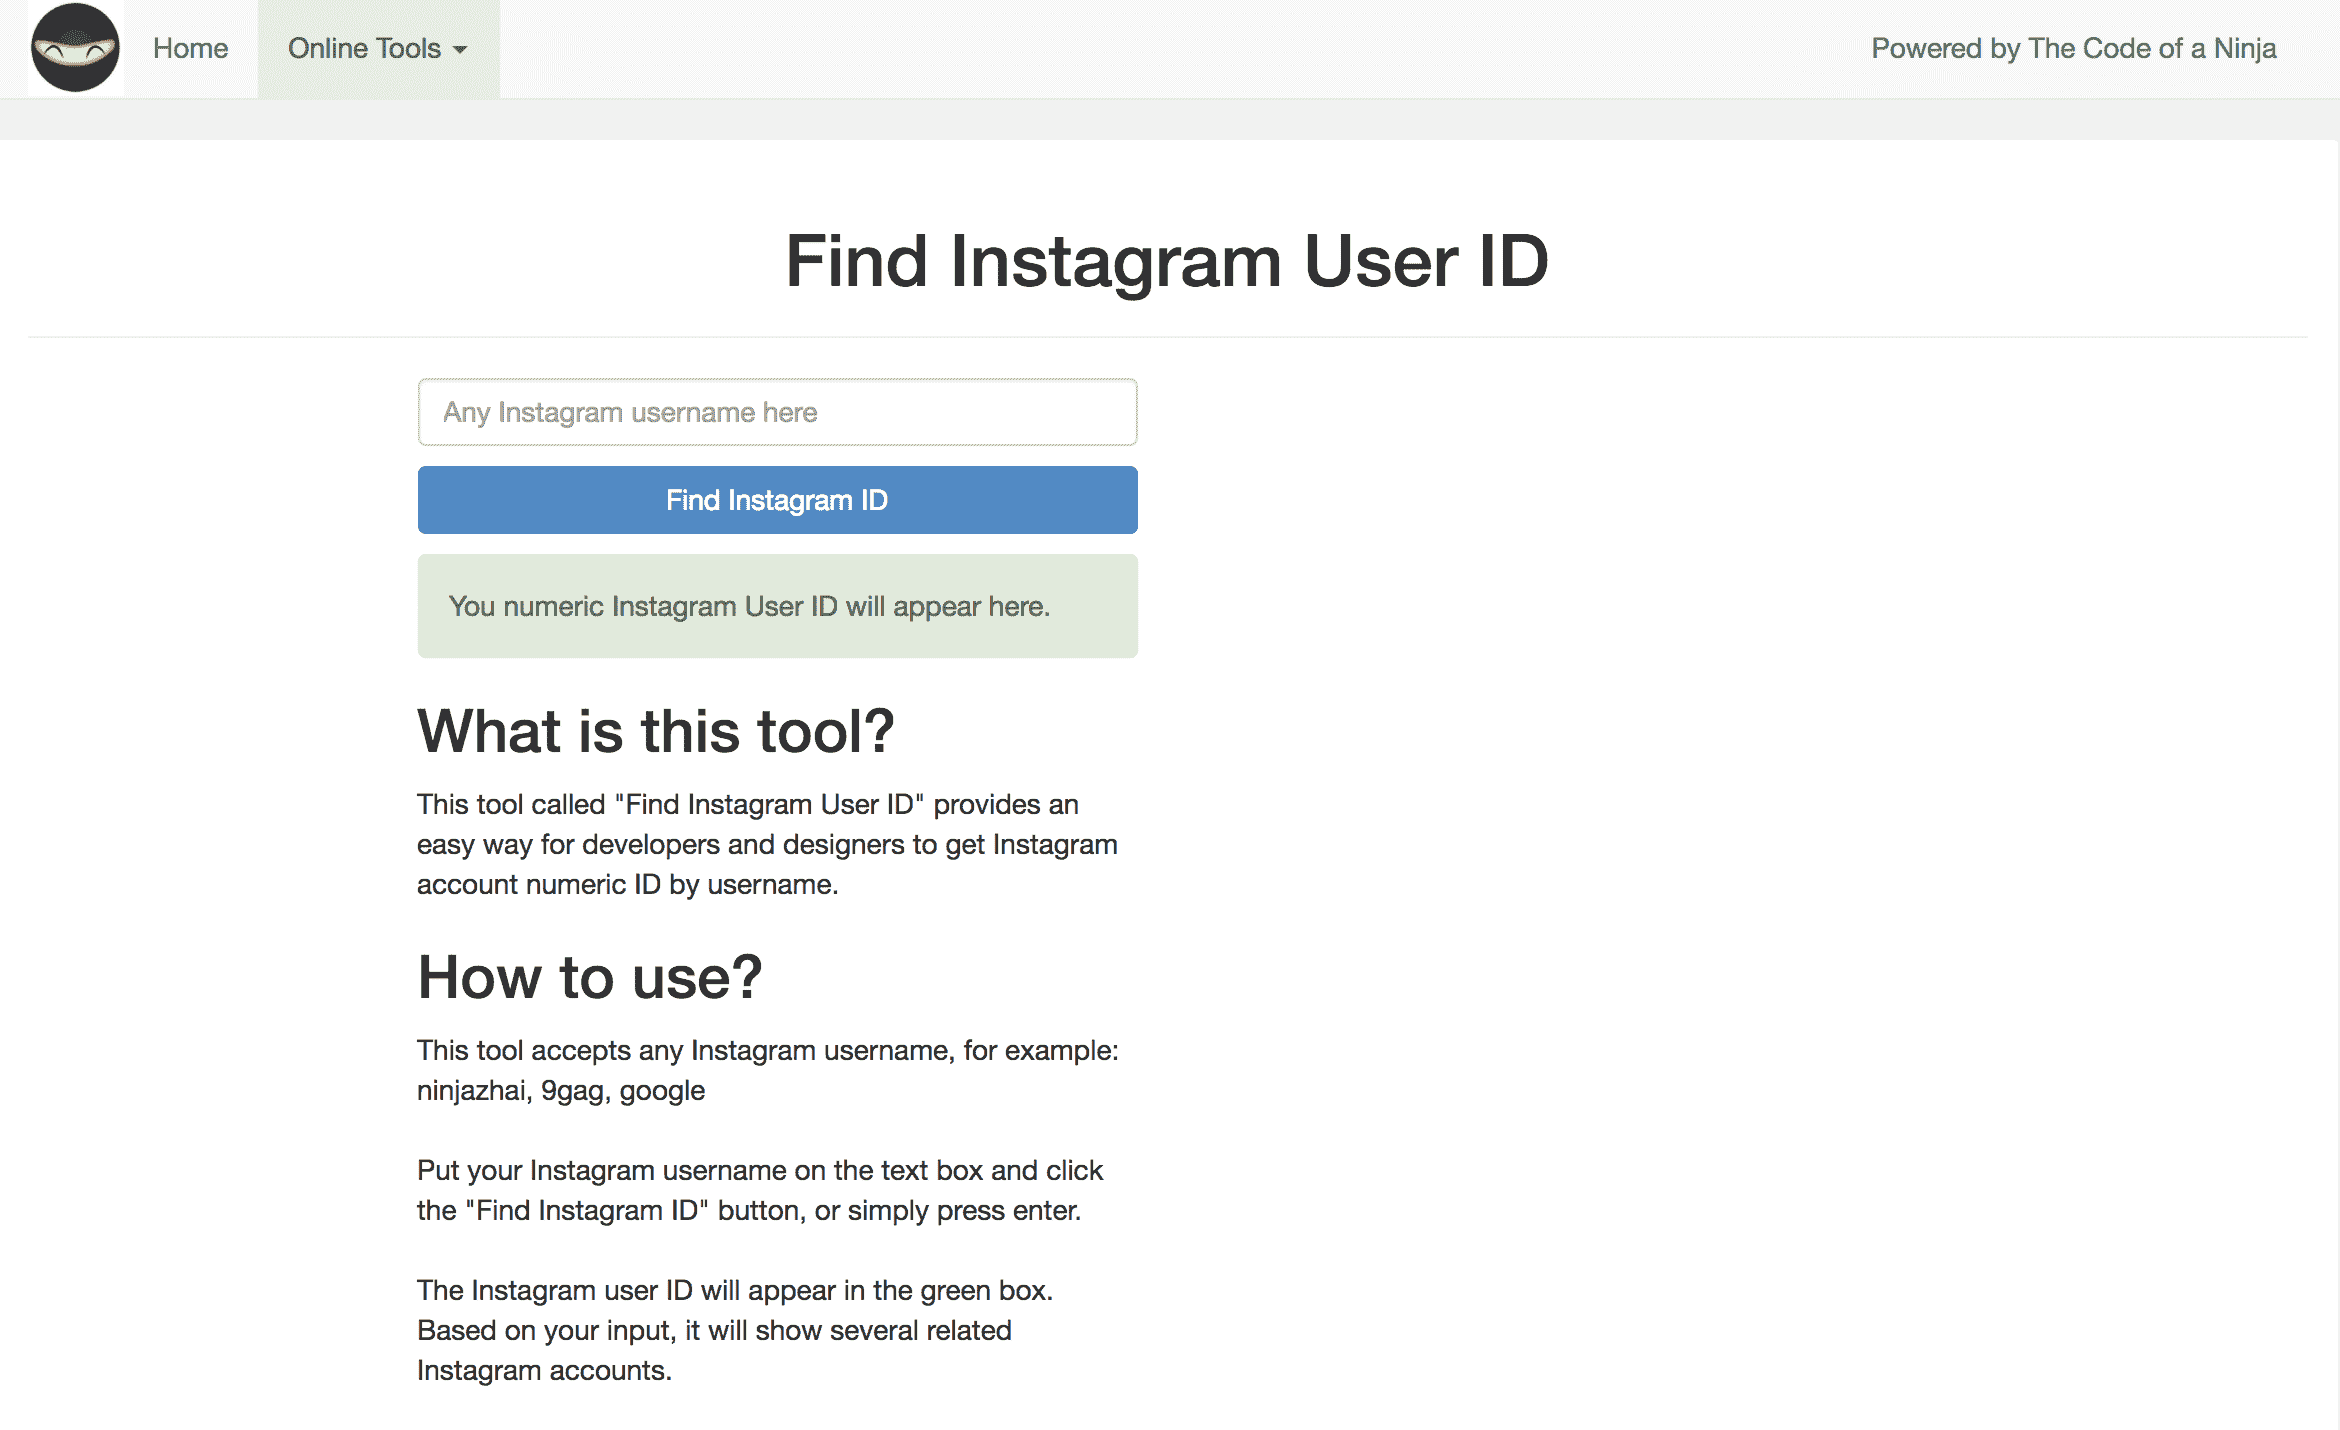 Home
Online Tools
Powered by The Code of a Ninja
Find Instagram User ID
Any Instagram username here
Find Instagram ID
You numeric Instagram User ID will appear here.
What is this tool?
This tool called "Find Instagram User ID" provides an
easy way for developers and designers to get Instagram
account numeric ID by username.
How to use?
This tool accepts any Instagram username, for example:
ninjazhai, 9gag, google
Put your Instagram username on the text box and click
the "Find Instagram ID" button, or simply press enter.
The Instagram user ID will appear in the green box.
Based on your input, it will show several related
Instagram accounts.